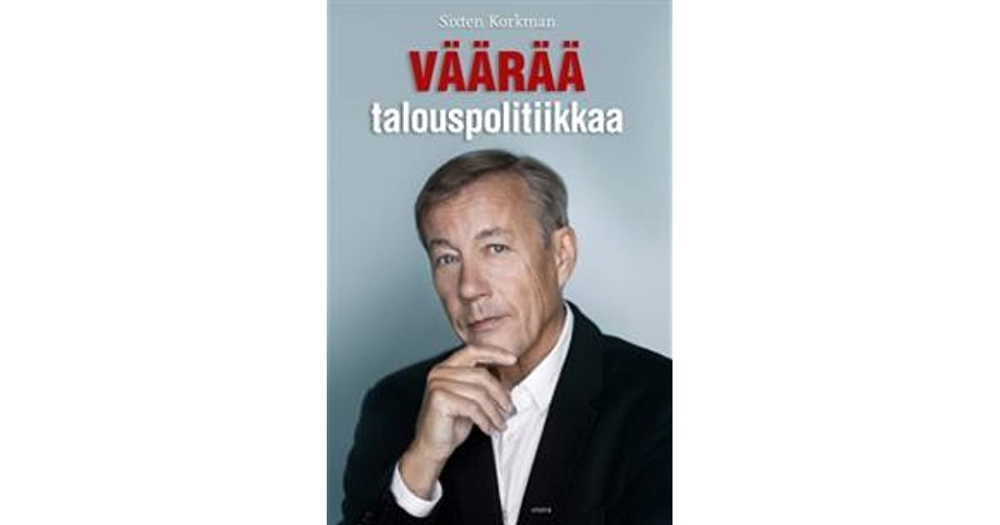 Sixten Korkman
VÄÄRÄÄ
talouspolitiikkaa